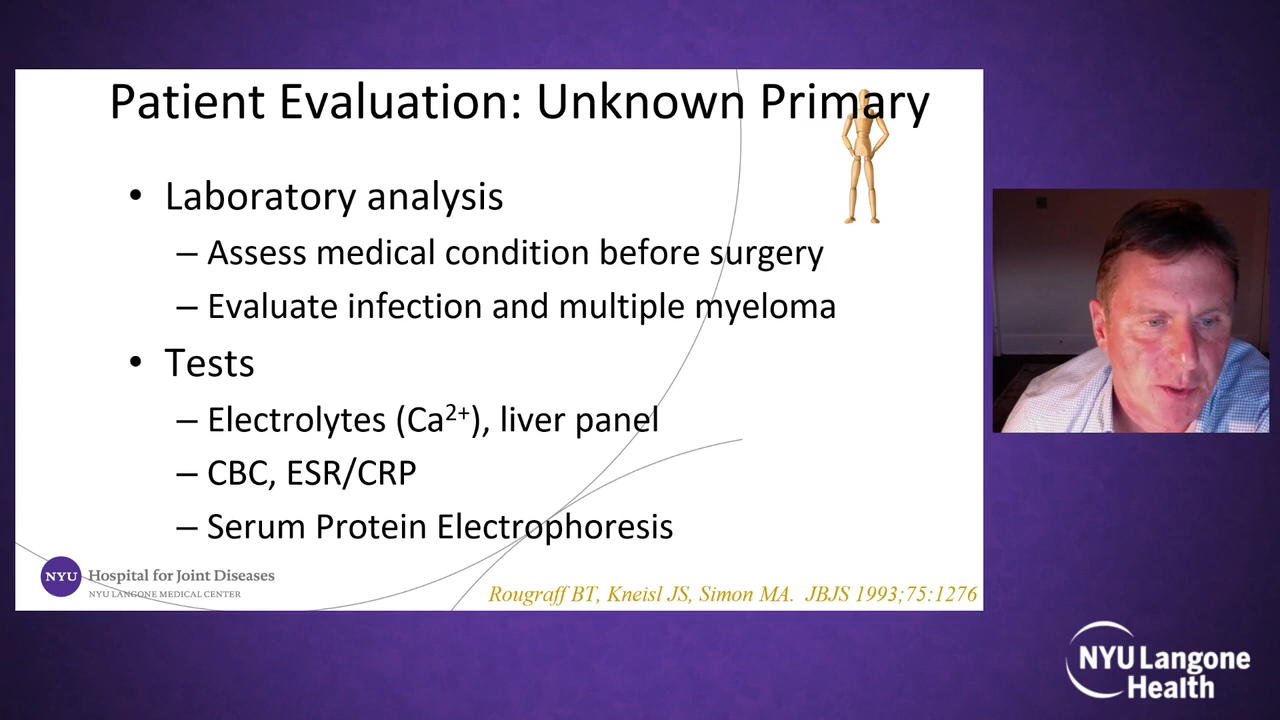 Patient Evaluation: Unknown Primary
• Laboratory analysis
– Assess medical condition before surgery
– Evaluate infection and multiple myeloma
• Tests
– Electrolytes (Ca²⁺), liver panel
– CBC, ESR/CRP
– Serum Protein Electrophoresis
NYU Hospital for Joint Diseases
NYU LANGONE MEDICAL CENTER
Rougraff BT, Kneisl JS, Simon MA. JBJS 1993;75:1276
NYU Langone
Health